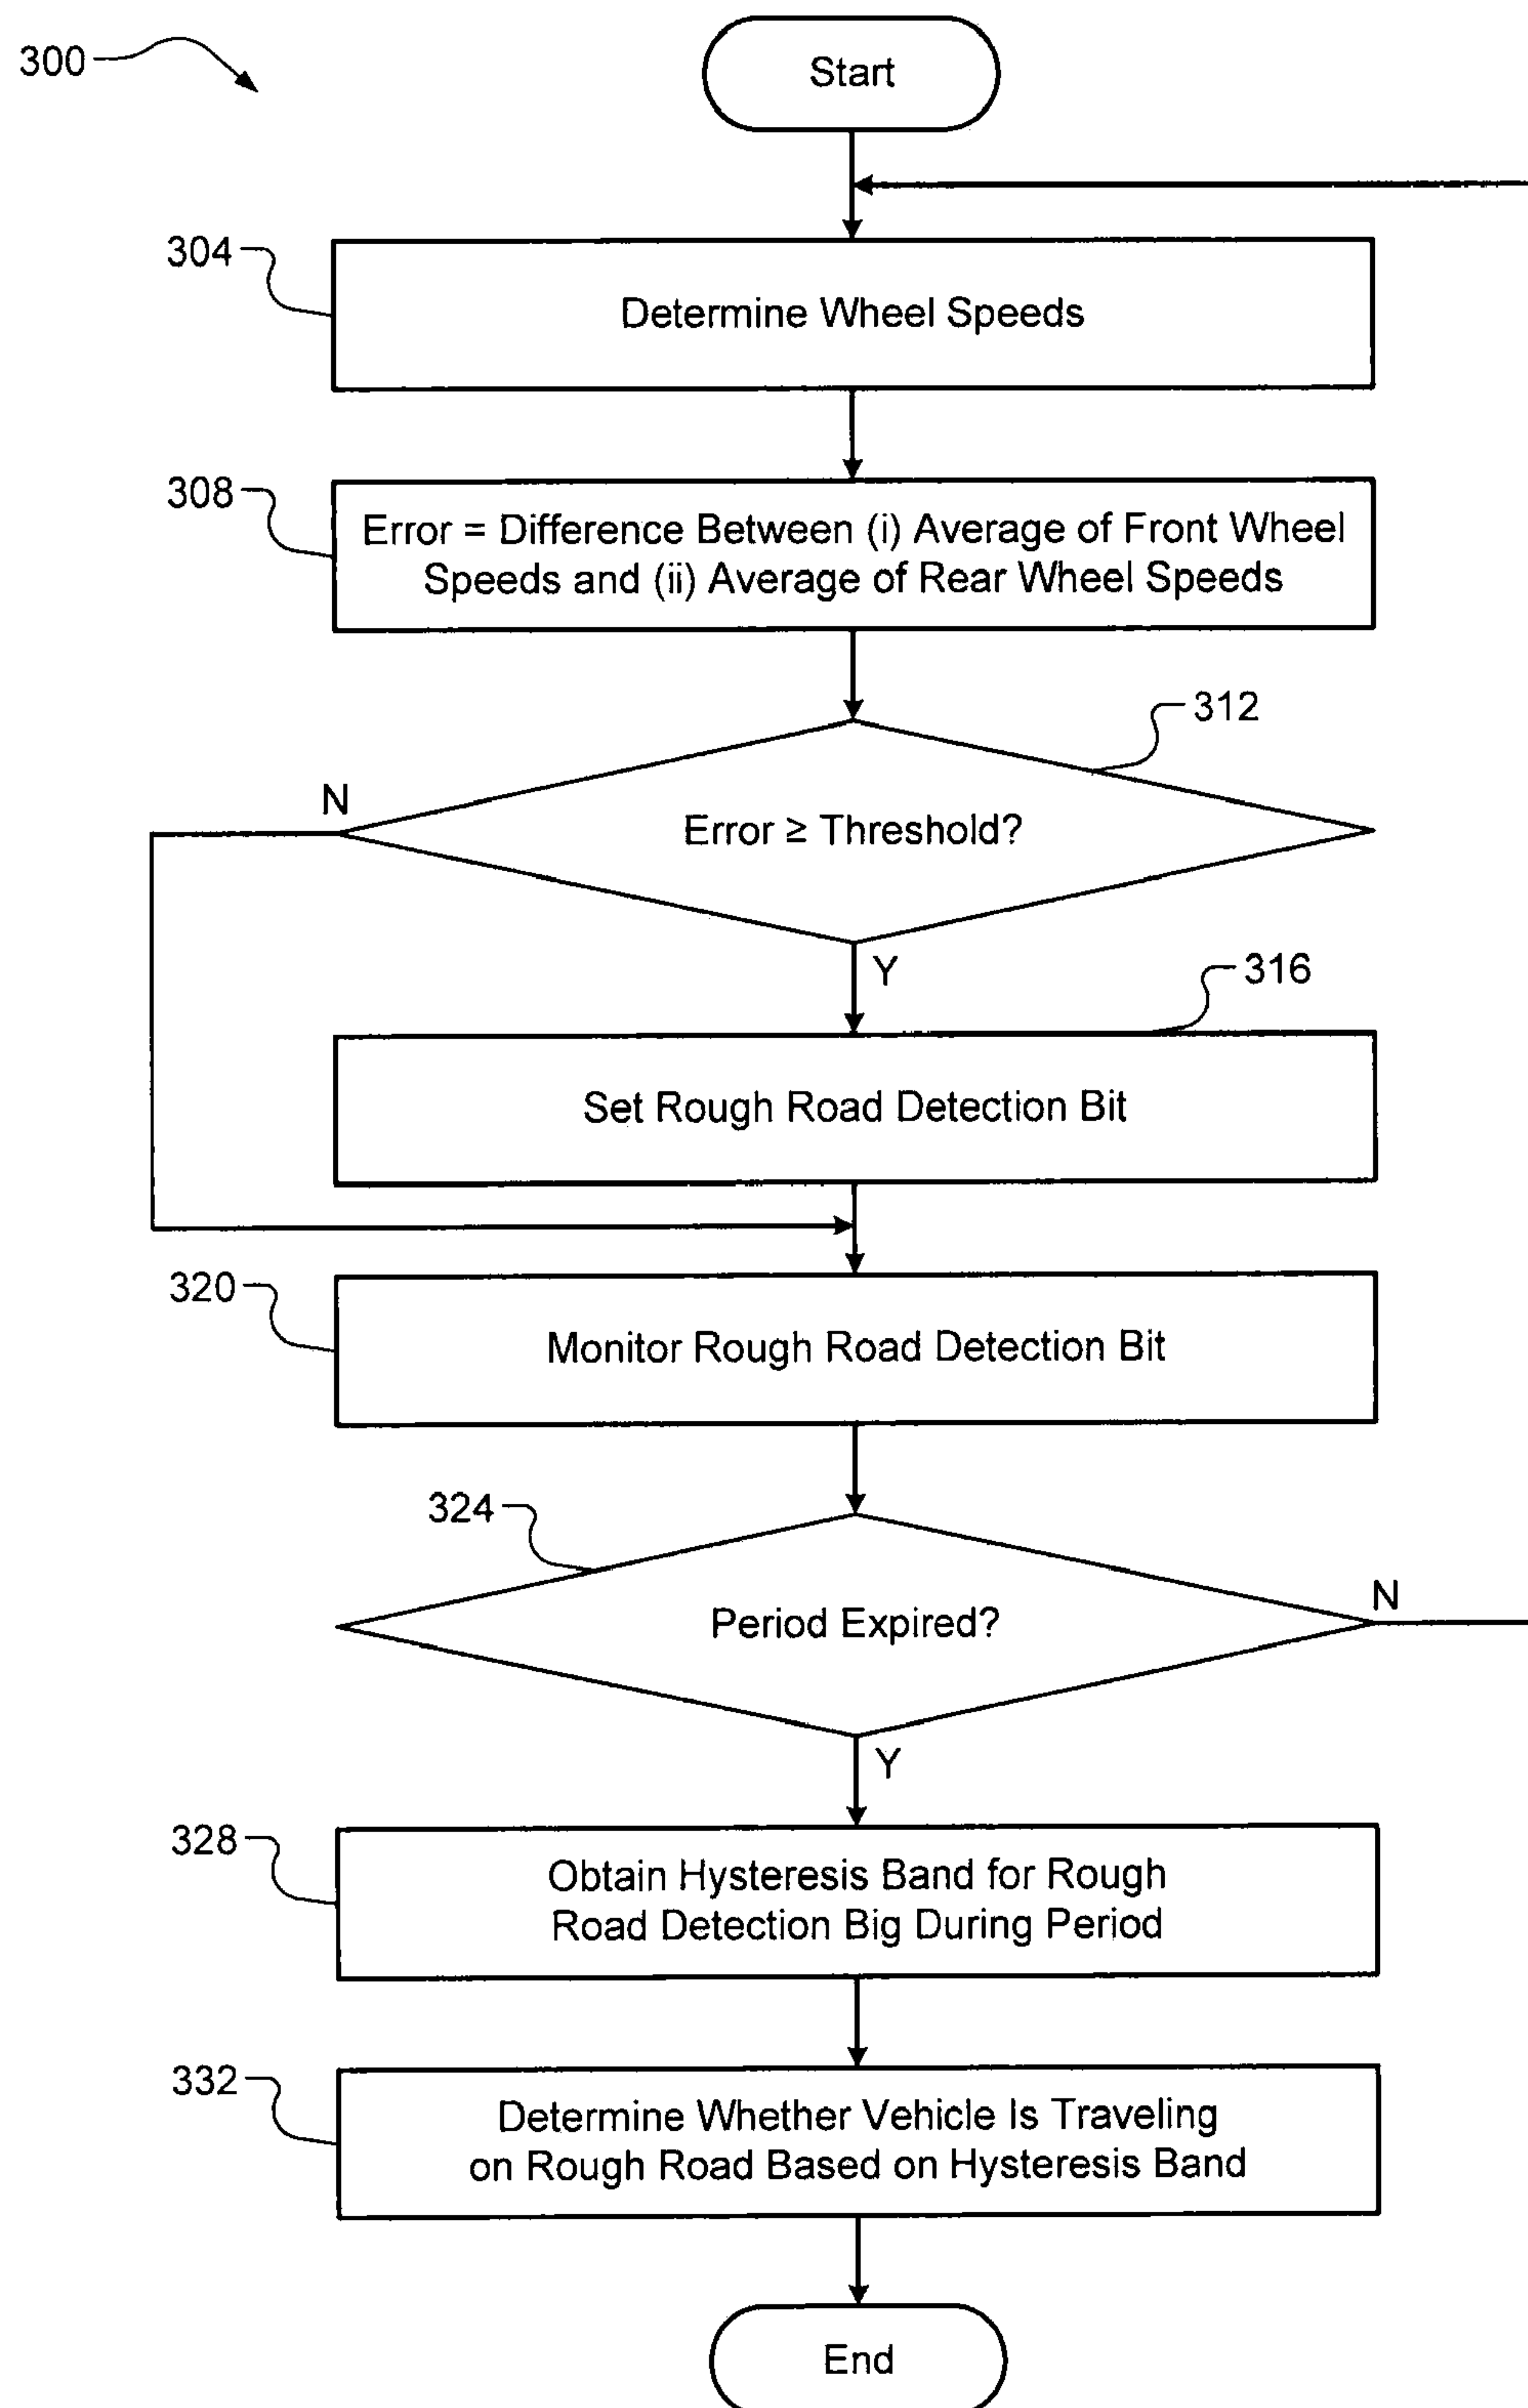 300
Start
304
Determine Wheel Speeds
308
Error = Difference Between (i) Average of Front Wheel
Speeds and (ii) Average of Rear Wheel Speeds
312
N
Error ≥ Threshold?
Y
316
Set Rough Road Detection Bit
320
Monitor Rough Road Detection Bit
324
N
Period Expired?
Y
328
Obtain Hysteresis Band for Rough
Road Detection Big During Period
332
Determine Whether Vehicle Is Traveling
on Rough Road Based on Hysteresis Band
End